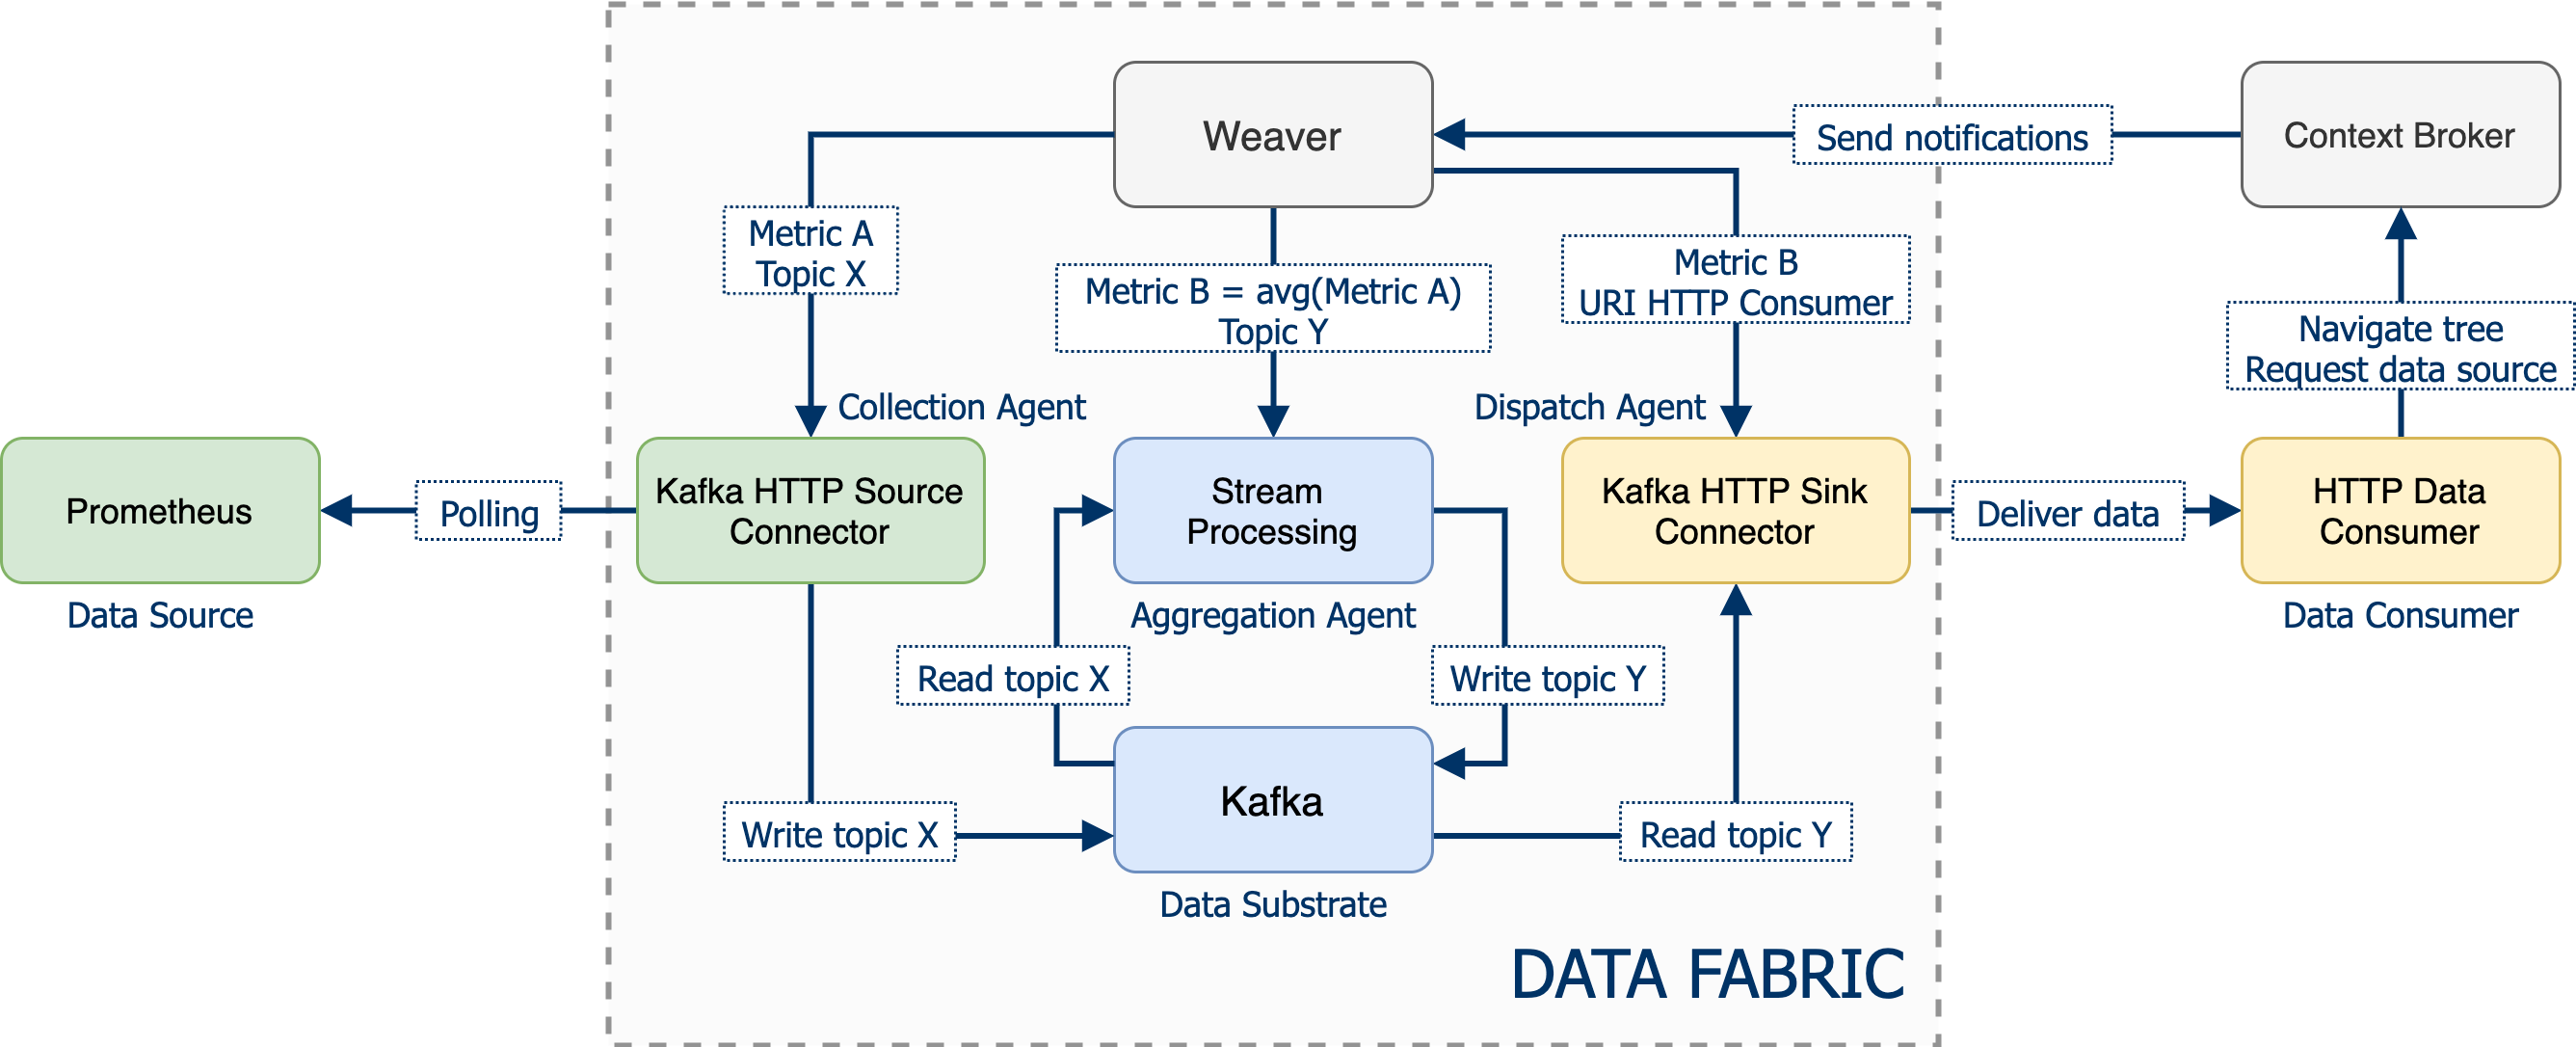 Weaver
Send notifications
Context Broker
Metric A
Topic X
Metric B = avg(Metric A)
Topic Y
Metric B
URI HTTP Consumer
Navigate tree
Request data source
Collection Agent
Dispatch Agent
Prometheus
Polling
Kafka HTTP Source
Connector
Stream
Processing
Kafka HTTP Sink
Connector
Deliver data
HTTP Data
Consumer
Data Source
Aggregation Agent
Data Consumer
Read topic X
Write topic Y
Kafka
Write topic X
Read topic Y
Data Substrate
DATA FABRIC